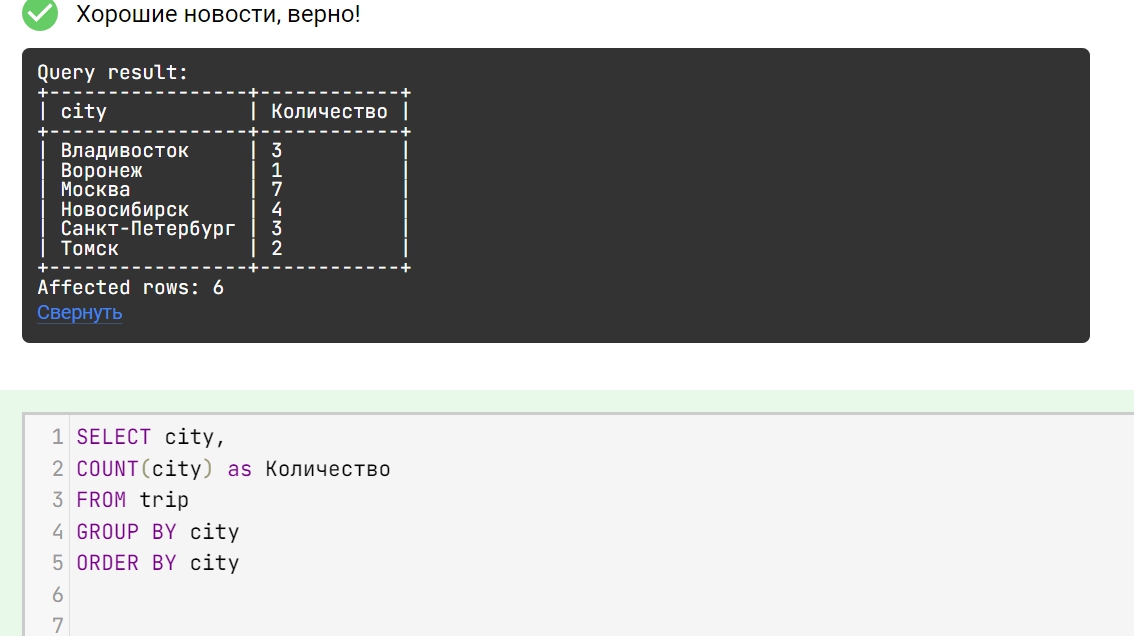 Хорошие новости, верно!
Query result:
+-----------------+------------+
| city            | Количество |
+-----------------+------------+
| Владивосток     | 3          |
| Воронеж         | 1          |
| Москва          | 7          |
| Новосибирск     | 4          |
| Санкт-Петербург | 3          |
| Томск           | 2          |
+-----------------+------------+
Affected rows: 6
Свернуть
1 SELECT city,
2 COUNT(city) as Количество
3 FROM trip
4 GROUP BY city
5 ORDER BY city
6
7